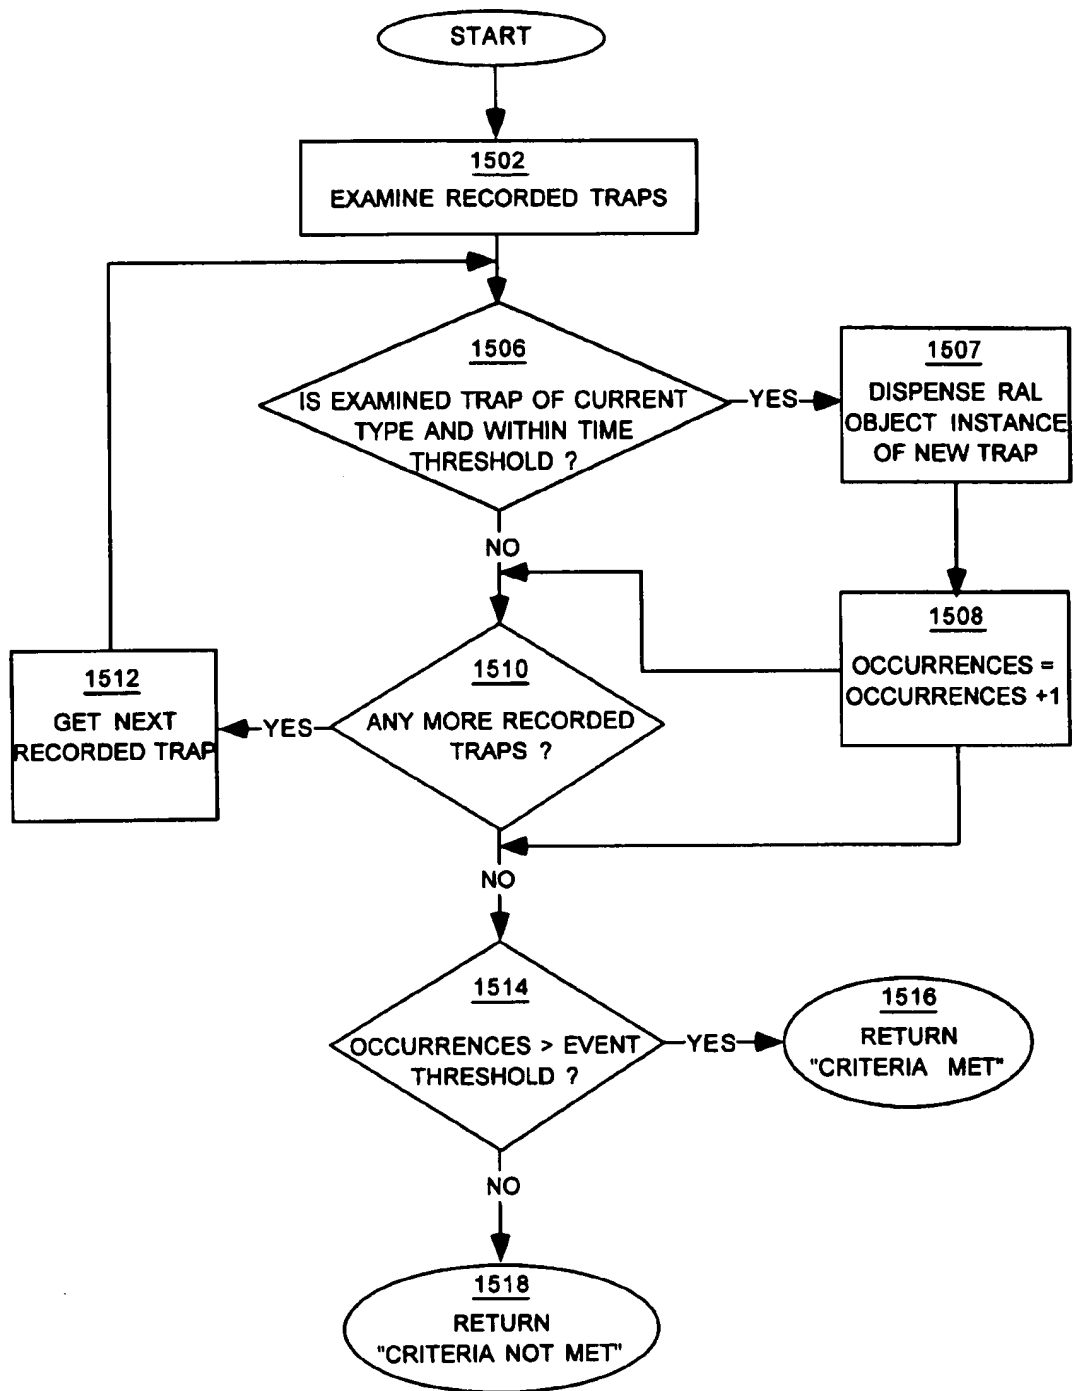 START
1502
EXAMINE RECORDED TRAPS
1506
IS EXAMINED TRAP OF CURRENT
TYPE AND WITHIN TIME
THRESHOLD ?
YES
1507
DISPENSE RAL
OBJECT INSTANCE
OF NEW TRAP
NO
1508
OCCURRENCES =
OCCURRENCES +1
1510
ANY MORE RECORDED
TRAPS ?
YES
1512
GET NEXT
RECORDED TRAP
NO
1514
OCCURRENCES > EVENT
THRESHOLD ?
YES
1516
RETURN
"CRITERIA MET"
NO
1518
RETURN
"CRITERIA NOT MET"